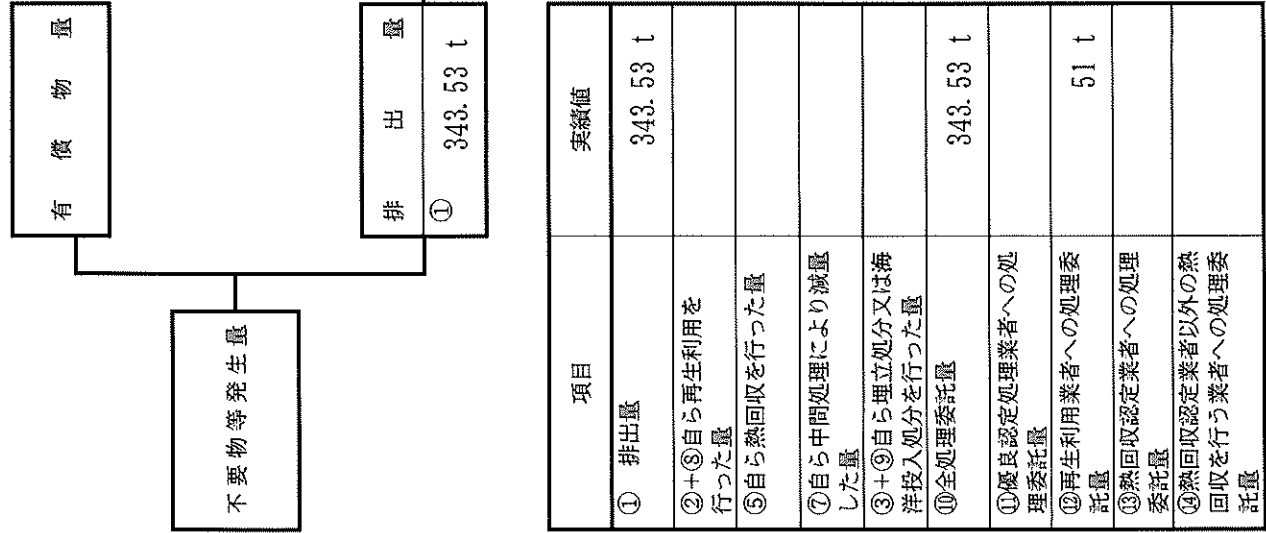 有償物量
不要物等発生量
排出量
① 343.53 t
項目 実績値
① 排出量 343.53 t
②+⑧自ら再生利用を
行った量
⑤自ら熱回収を行った量
⑦自ら中間処理により減量
した量
③+⑨自ら埋立処分又は海
洋投入処分を行った量
⑩全処理委託量 343.53 t
⑪優良認定処理業者への処
理委託量
⑫再生利用業者への処理委
託量 51 t
⑬熱回収認定業者への処理
委託量
⑭熱回収認定業者以外の熱
回収を行う業者への処理委
託量